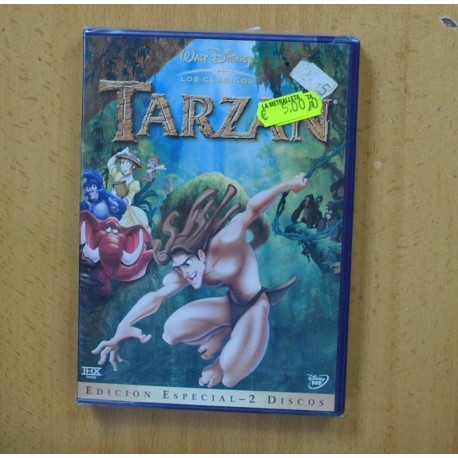 WALT DISNEY
LOS CLÁSICOS
TARZAN
LA METRALLETA
€ 5.00
THX
Disney
DVD
EDICIÓN ESPECIAL – 2 DISCOS